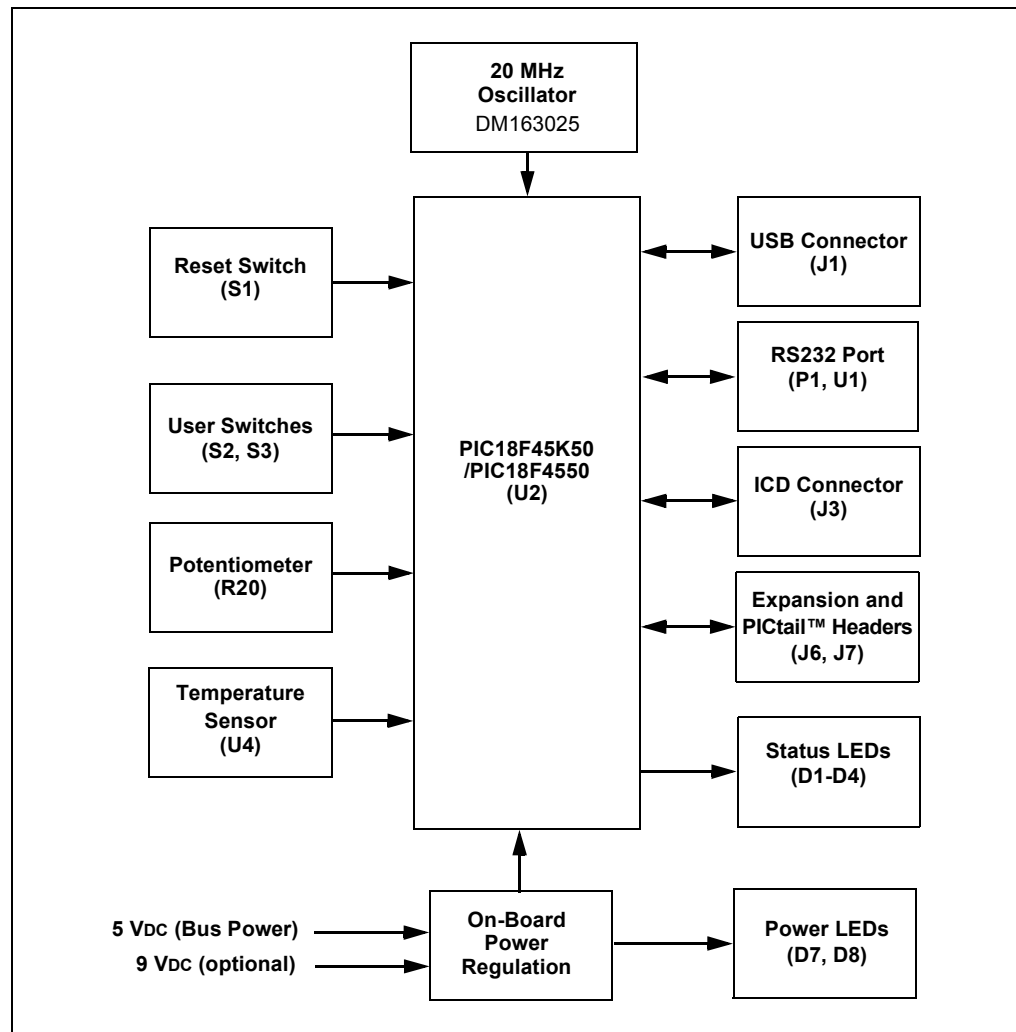 20 MHz
Oscillator
DM163025
Reset Switch
(S1)
User Switches
(S2, S3)
Potentiometer
(R20)
Temperature
Sensor
(U4)
PIC18F45K50
/PIC18F4550
(U2)
USB Connector
(J1)
RS232 Port
(P1, U1)
ICD Connector
(J3)
Expansion and
PICtail™ Headers
(J6, J7)
Status LEDs
(D1-D4)
5 VDC (Bus Power)
9 VDC (optional)
On-Board
Power
Regulation
Power LEDs
(D7, D8)